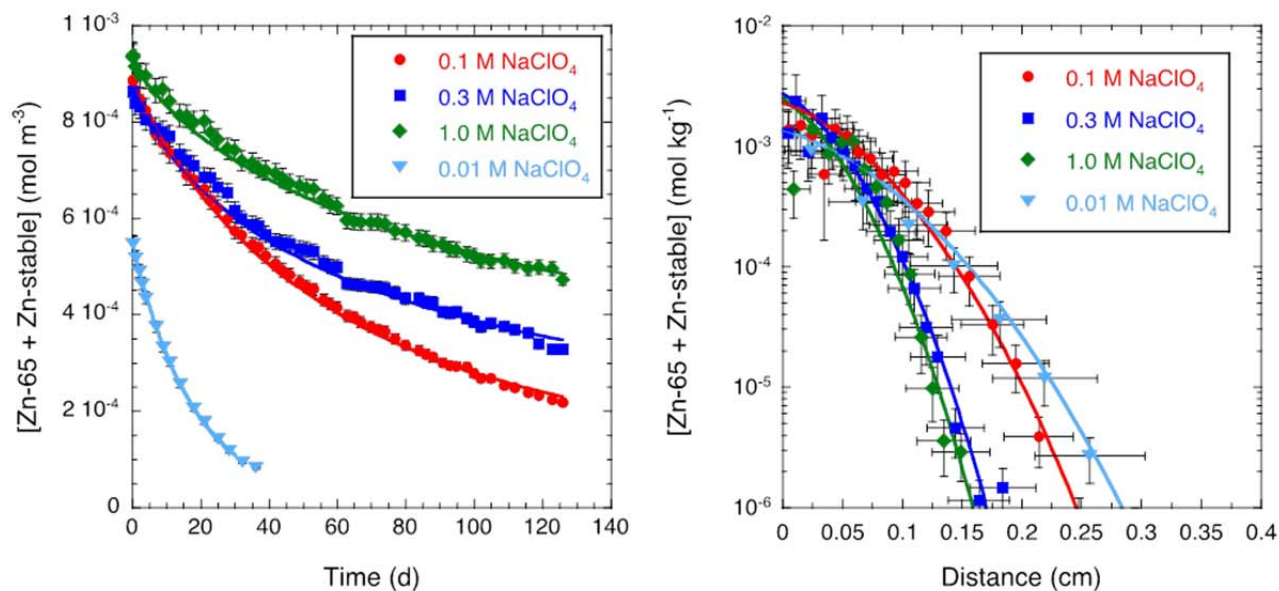 1 10⁻³
8 10⁻⁴
6 10⁻⁴
4 10⁻⁴
2 10⁻⁴
0
[Zn-65 + Zn-stable] (mol m⁻³)
0 20 40 60 80 100 120 140
Time (d)
0.1 M NaClO₄
0.3 M NaClO₄
1.0 M NaClO₄
0.01 M NaClO₄
10⁻²
10⁻³
10⁻⁴
10⁻⁵
10⁻⁶
[Zn-65 + Zn-stable] (mol kg⁻¹)
0 0.05 0.1 0.15 0.2 0.25 0.3 0.4
Distance (cm)
0.1 M NaClO₄
0.3 M NaClO₄
1.0 M NaClO₄
0.01 M NaClO₄